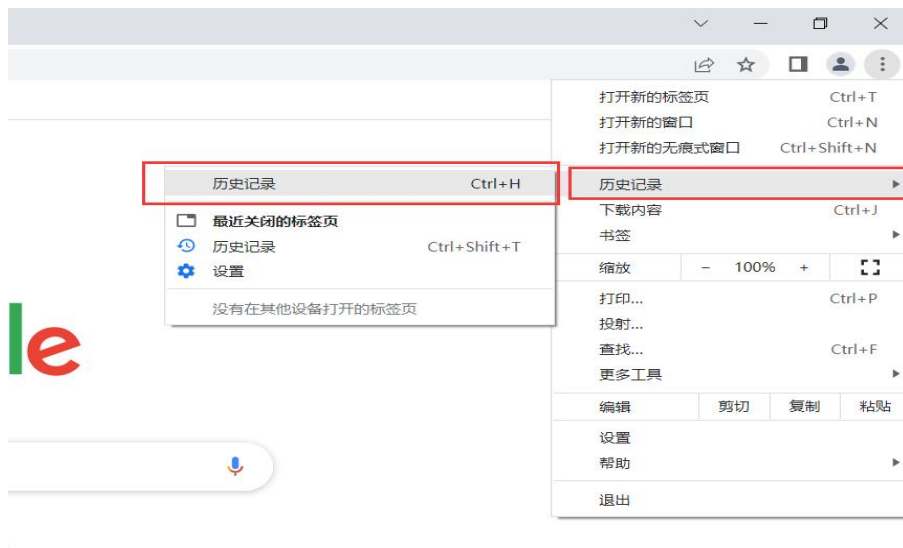 打开新的标签页 Ctrl+T
打开新的窗口 Ctrl+N
打开新的无痕式窗口 Ctrl+Shift+N
历史记录
下载内容 Ctrl+J
书签
缩放 － 100% +
打印... Ctrl+P
投射...
查找... Ctrl+F
更多工具
编辑 剪切 复制 粘贴
设置
帮助
退出
历史记录 Ctrl+H
最近关闭的标签页
历史记录 Ctrl+Shift+T
设置
没有在其他设备打开的标签页
le